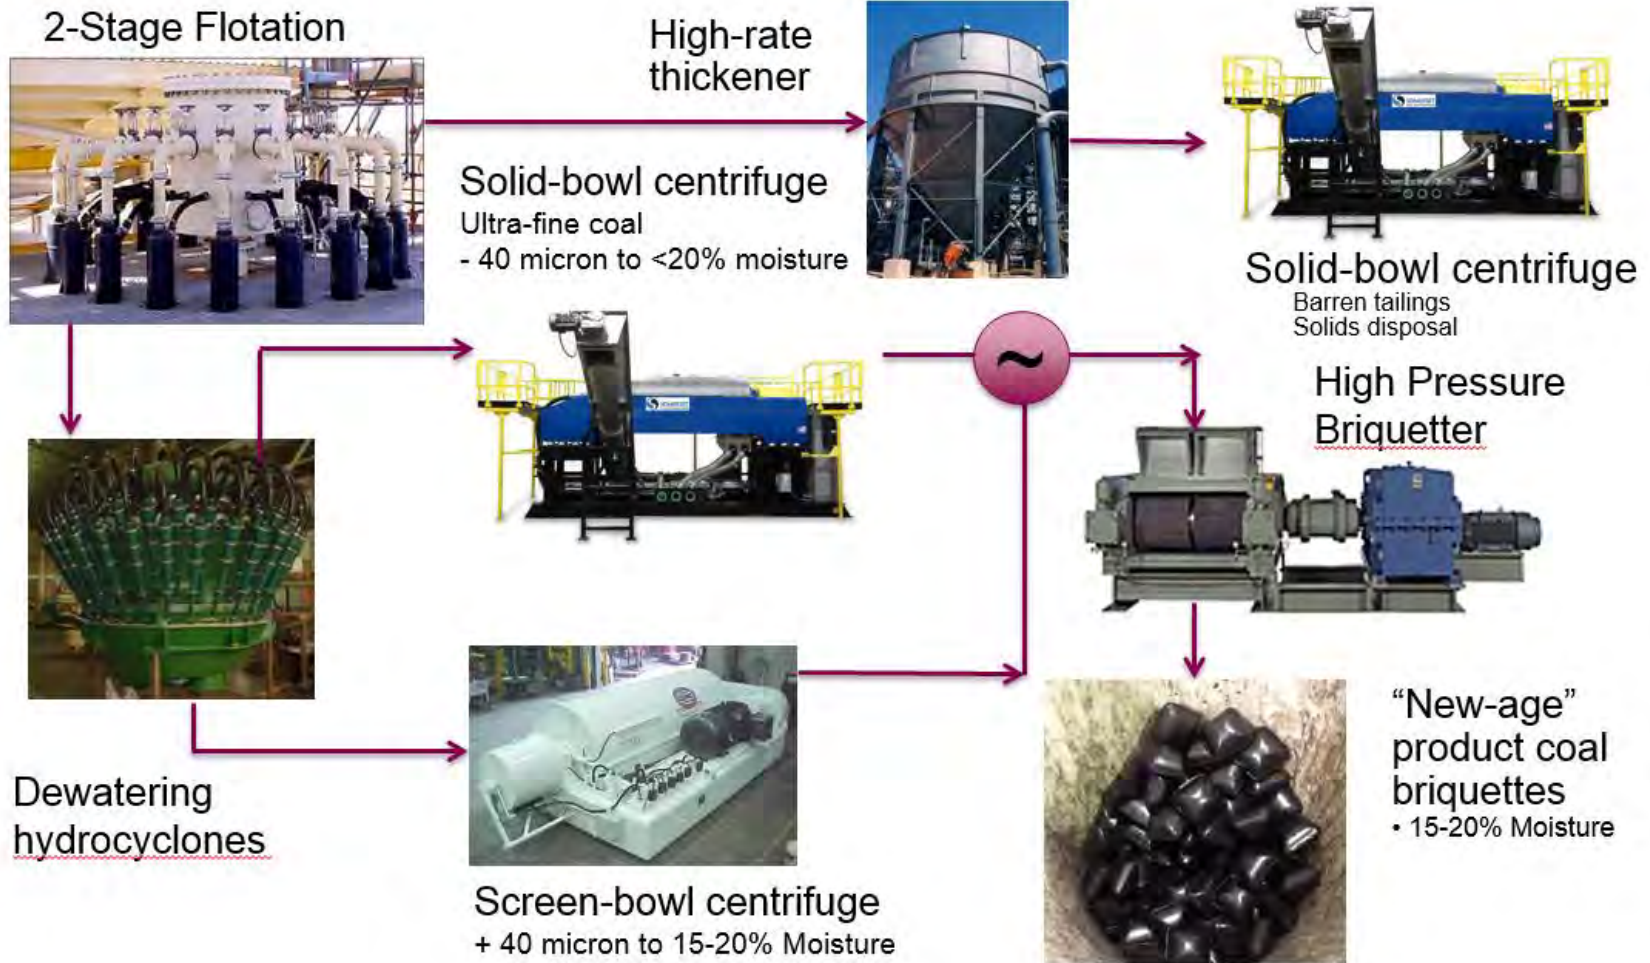 2-Stage Flotation
High-rate
thickener
Solid-bowl centrifuge
Ultra-fine coal
- 40 micron to <20% moisture
Solid-bowl centrifuge
Barren tailings
Solids disposal
~
High Pressure
Briquetter
Dewatering
hydrocyclones
Screen-bowl centrifuge
+ 40 micron to 15-20% Moisture
“New-age”
product coal
briquettes
• 15-20% Moisture